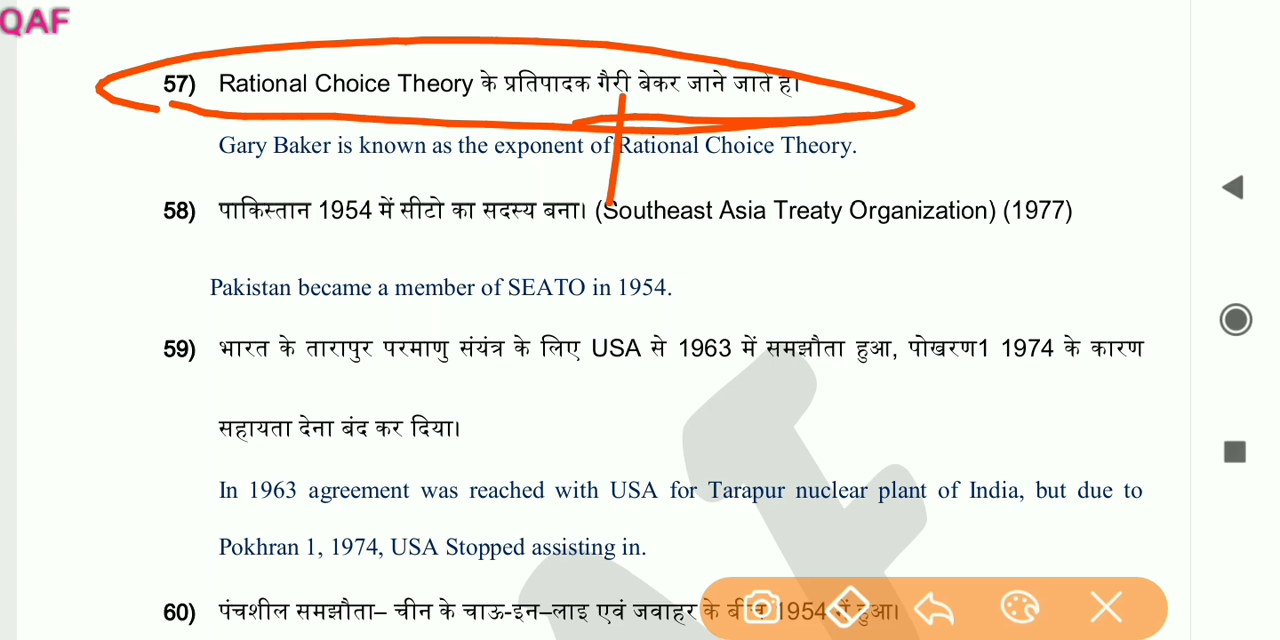 QAF
57) Rational Choice Theory के प्रतिपादक गैरी बेकर जाने जाते है।
Gary Baker is known as the exponent of Rational Choice Theory.
58) पाकिस्तान 1954 में सीटो का सदस्य बना। (Southeast Asia Treaty Organization) (1977)
Pakistan became a member of SEATO in 1954.
59) भारत के तारापुर परमाणु संयंत्र के लिए USA से 1963 में समझौता हुआ, पोखरण1 1974 के कारण
सहायता देना बंद कर दिया।
In 1963 agreement was reached with USA for Tarapur nuclear plant of India, but due to
Pokhran 1, 1974, USA Stopped assisting in.
60) पंचशील समझौता– चीन के चाऊ-इन–लाइ एवं जवाहर के बीच 1954 में हुआ।